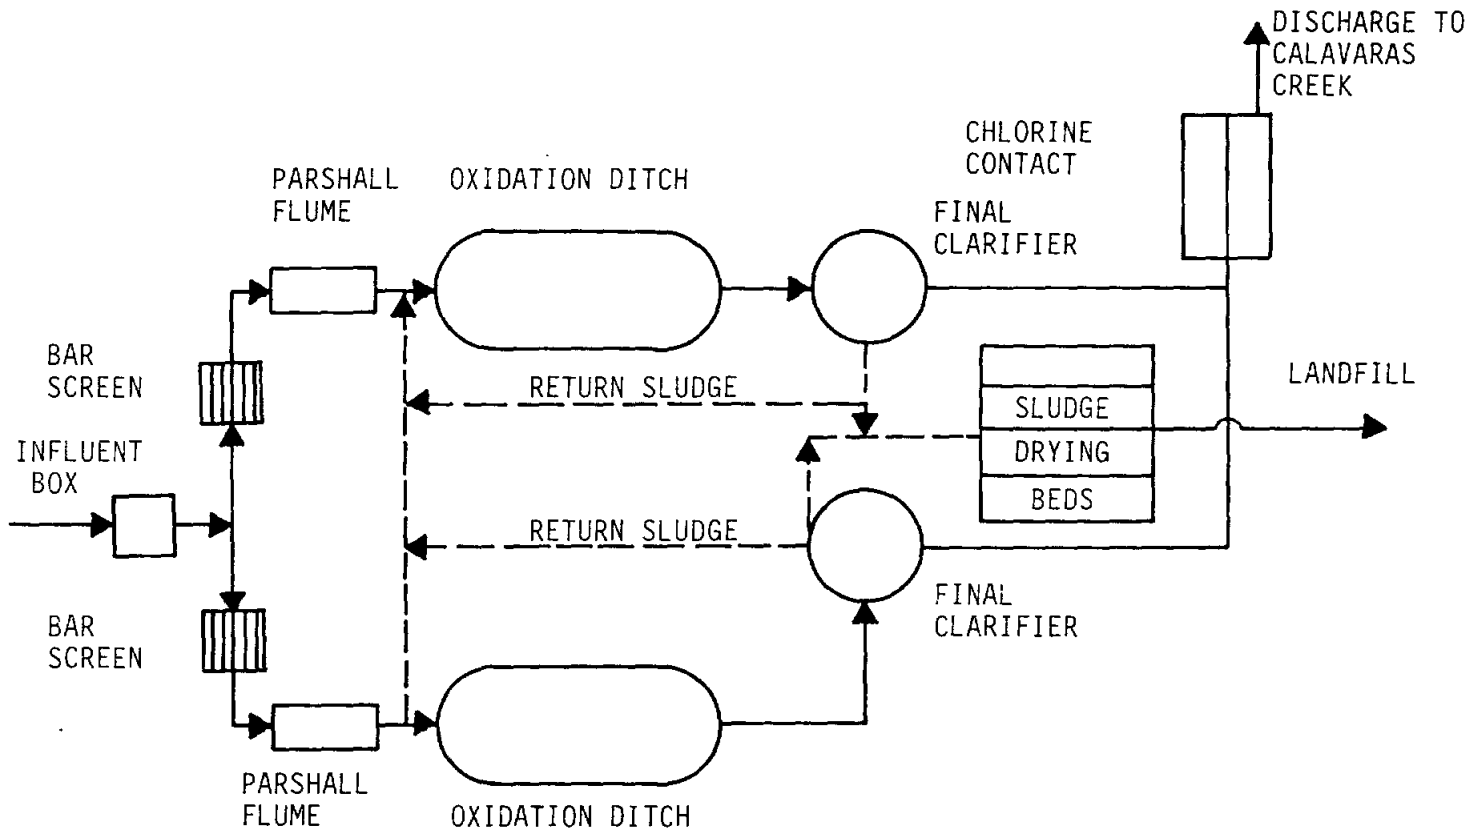 DISCHARGE TO
CALAVARAS
CREEK
CHLORINE
CONTACT
PARSHALL
FLUME
OXIDATION DITCH
FINAL
CLARIFIER
BAR
SCREEN
RETURN SLUDGE
LANDFILL
SLUDGE
DRYING
BEDS
INFLUENT
BOX
RETURN SLUDGE
FINAL
CLARIFIER
BAR
SCREEN
PARSHALL
FLUME
OXIDATION DITCH